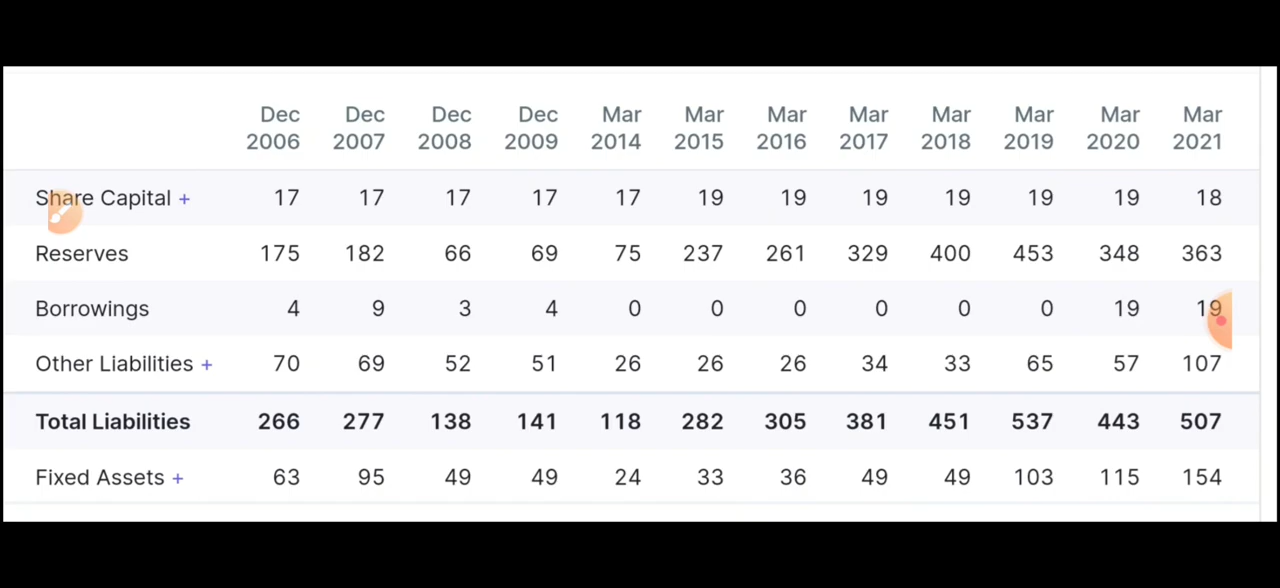 Dec Dec Dec Dec Mar Mar Mar Mar Mar Mar Mar Mar
2006 2007 2008 2009 2014 2015 2016 2017 2018 2019 2020 2021
Share Capital + 17 17 17 17 17 19 19 19 19 19 19 18
Reserves 175 182 66 69 75 237 261 329 400 453 348 363
Borrowings 4 9 3 4 0 0 0 0 0 0 19 19
Other Liabilities + 70 69 52 51 26 26 26 34 33 65 57 107
Total Liabilities 266 277 138 141 118 282 305 381 451 537 443 507
Fixed Assets + 63 95 49 49 24 33 36 49 49 103 115 154